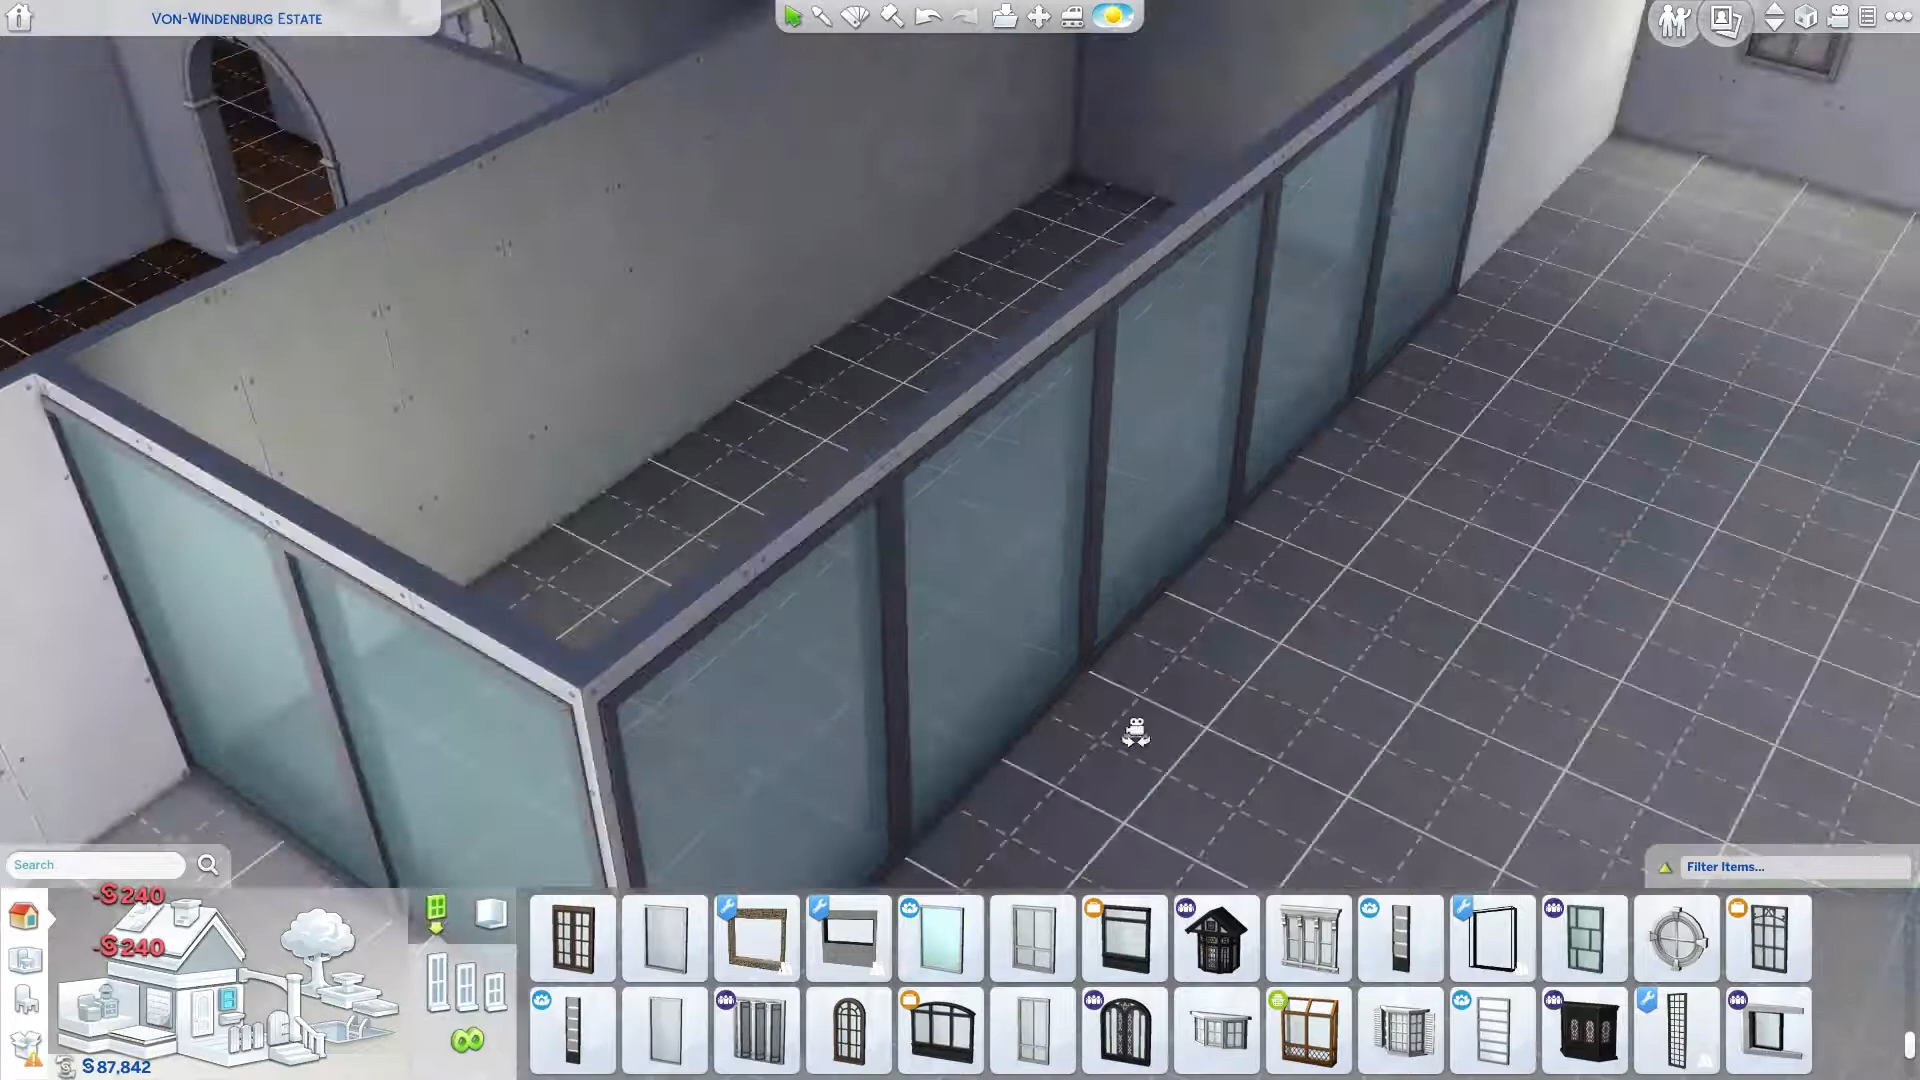 Von-Windenburg Estate
Search
Filter Items...
-§240
-§240
§87,842